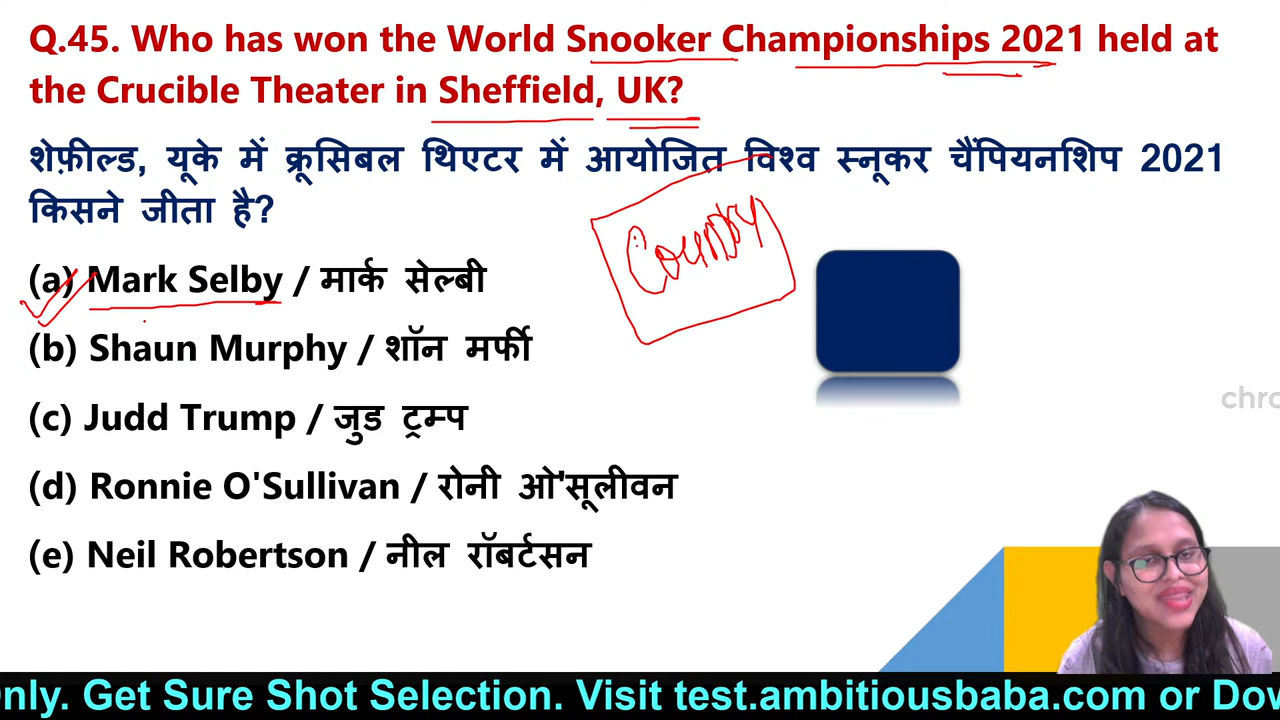 Q.45. Who has won the World Snooker Championships 2021 held at
the Crucible Theater in Sheffield, UK?
शेफ़ील्ड, यूके में क्रूसिबल थिएटर में आयोजित विश्व स्नूकर चैंपियनशिप 2021
किसने जीता है?
Country
(a) Mark Selby / मार्क सेल्बी
(b) Shaun Murphy / शॉन मर्फी
(c) Judd Trump / जुड ट्रम्प
chro
(d) Ronnie O'Sullivan / रोनी ओ'सूलीवन
(e) Neil Robertson / नील रॉबर्टसन
Only. Get Sure Shot Selection. Visit test.ambitiousbaba.com or Dov